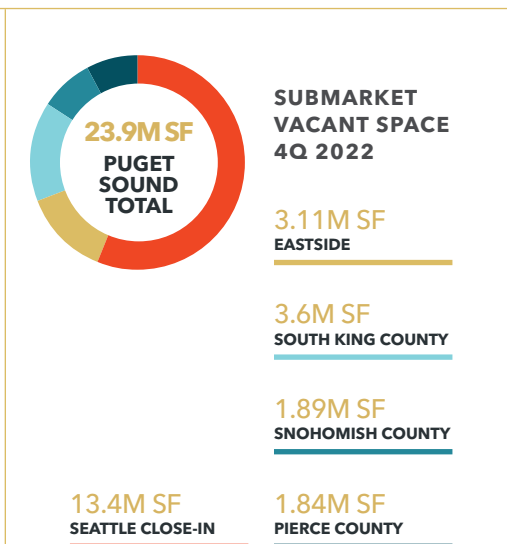 23.9M SF
PUGET
SOUND
TOTAL
SUBMARKET
VACANT SPACE
4Q 2022
3.11M SF
EASTSIDE
3.6M SF
SOUTH KING COUNTY
1.89M SF
SNOHOMISH COUNTY
13.4M SF
SEATTLE CLOSE-IN
1.84M SF
PIERCE COUNTY